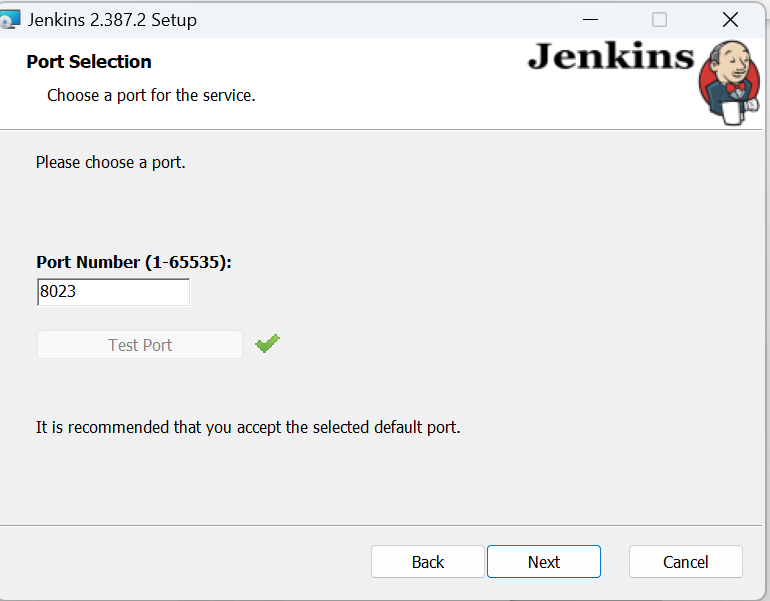 Jenkins 2.387.2 Setup
Port Selection
Jenkins
Choose a port for the service.
Please choose a port.
Port Number (1-65535):
8023
Test Port
It is recommended that you accept the selected default port.
Back
Next
Cancel